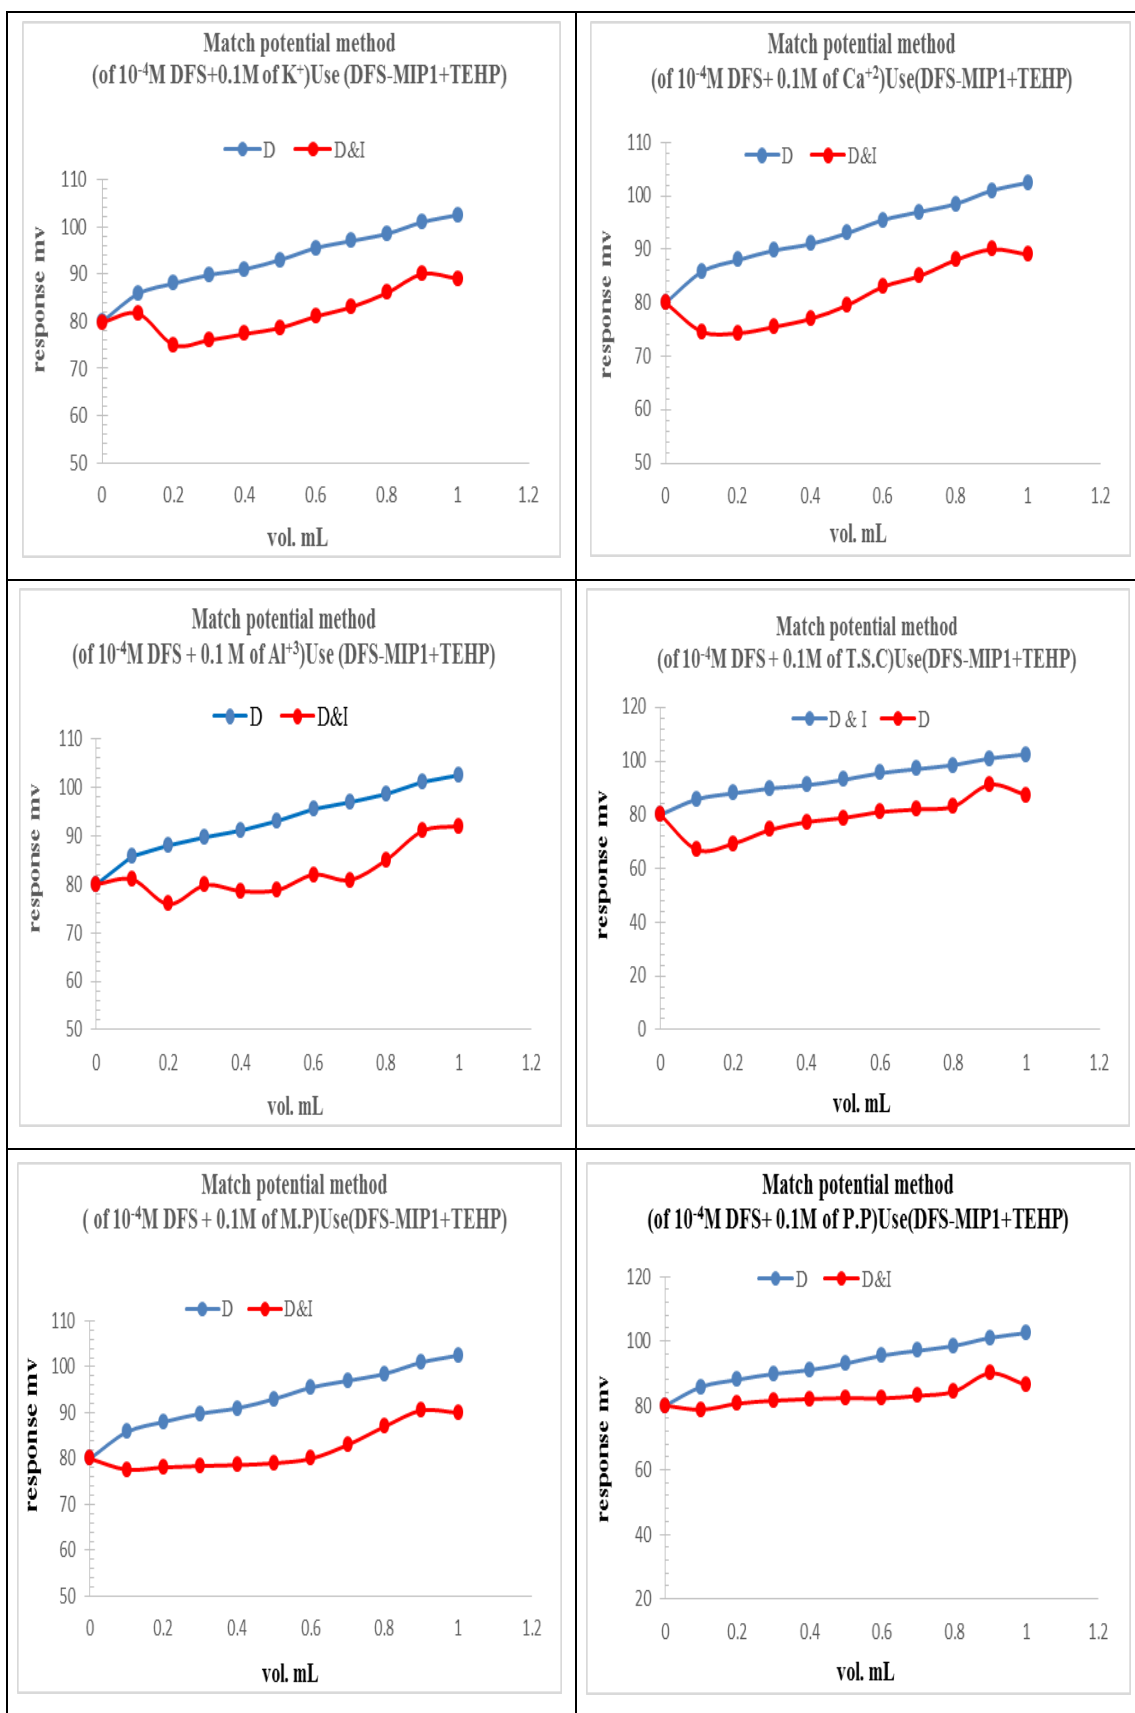 Match potential method
(of 10⁻⁴M DFS+0.1M of K⁺)Use (DFS-MIP1+TEHP)
D D&I
110
100
90
80
70
60
50
response mv
0 0.2 0.4 0.6 0.8 1 1.2
vol. mL
Match potential method
(of 10⁻⁴M DFS+ 0.1M of Ca⁺²)Use(DFS-MIP1+TEHP)
D D&I
110
100
90
80
70
60
50
response mv
0 0.2 0.4 0.6 0.8 1 1.2
vol. mL
Match potential method
(of 10⁻⁴M DFS + 0.1 M of Al⁺³)Use (DFS-MIP1+TEHP)
D D&I
110
100
90
80
70
60
50
response mv
0 0.2 0.4 0.6 0.8 1 1.2
vol. mL
Match potential method
(of 10⁻⁴M DFS + 0.1M of T.S.C)Use(DFS-MIP1+TEHP)
D & I D
120
100
80
60
40
20
0
response mv
0 0.2 0.4 0.6 0.8 1 1.2
vol. mL
Match potential method
( of 10⁻⁴M DFS + 0.1M of M.P)Use(DFS-MIP1+TEHP)
D D&I
110
100
90
80
70
60
50
response mv
0 0.2 0.4 0.6 0.8 1 1.2
vol. mL
Match potential method
(of 10⁻⁴M DFS+ 0.1M of P.P)Use(DFS-MIP1+TEHP)
D D&I
120
100
80
60
40
20
response mv
0 0.2 0.4 0.6 0.8 1 1.2
vol. mL